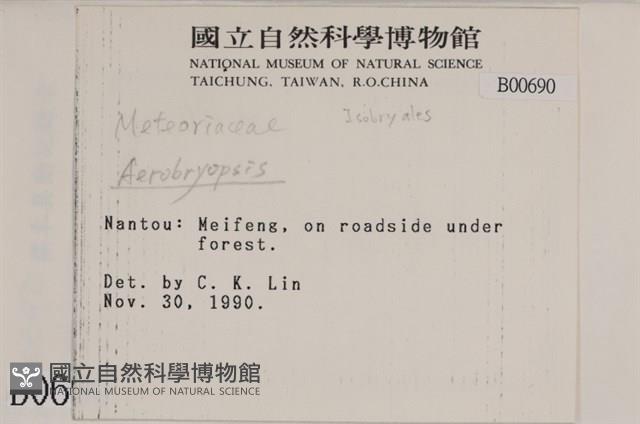 國立自然科學博物館
NATIONAL MUSEUM OF NATURAL SCIENCE
TAICHUNG, TAIWAN, R.O.CHINA
B00690
Meteoriaceae
Isobryales
Aerobryopsis
Nantou: Meifeng, on roadside under
forest.
Det. by C. K. Lin
Nov. 30, 1990.
國立自然科學博物館
NATIONAL MUSEUM OF NATURAL SCIENCE
B06